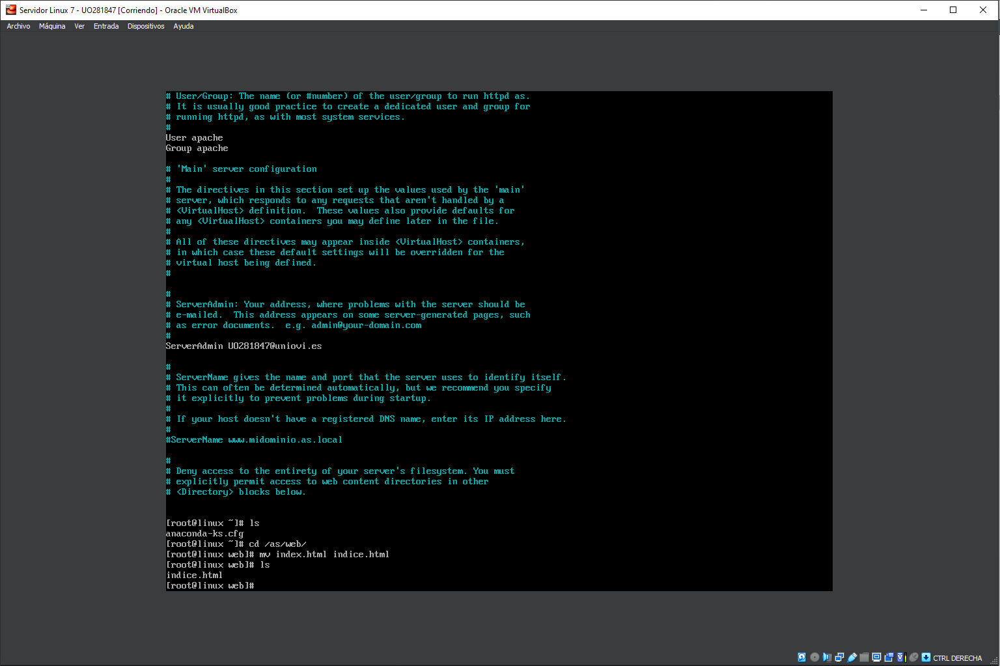 Servidor Linux 7 - UO281847 [Corriendo] - Oracle VM VirtualBox
Archivo Máquina Ver Entrada Dispositivos Ayuda
# User/Group: The name (or #number) of the user/group to run httpd as.
# It is usually good practice to create a dedicated user and group for
# running httpd, as with most system services.
#
User apache
Group apache
# 'Main' server configuration
#
# The directives in this section set up the values used by the 'main'
# server, which responds to any requests that aren't handled by a
# <VirtualHost> definition.  These values also provide defaults for
# any <VirtualHost> containers you may define later in the file.
#
# All of these directives may appear inside <VirtualHost> containers,
# in which case these default settings will be overridden for the
# virtual host being defined.
#
#
# ServerAdmin: Your address, where problems with the server should be
# e-mailed.  This address appears on some server-generated pages, such
# as error documents.  e.g. admin@your-domain.com
#
ServerAdmin UO281847@uniovi.es
#
# ServerName gives the name and port that the server uses to identify itself.
# This can often be determined automatically, but we recommend you specify
# it explicitly to prevent problems during startup.
#
# If your host doesn't have a registered DNS name, enter its IP address here.
#
#ServerName www.midominio.as.local
#
# Deny access to the entirety of your server's filesystem. You must
# explicitly permit access to web content directories in other
# <Directory> blocks below.
[root@linux ~]# ls
anaconda-ks.cfg
[root@linux ~]# cd /as/web/
[root@linux web]# mv index.html indice.html
[root@linux web]# ls
indice.html
[root@linux web]#
CTRL DERECHA